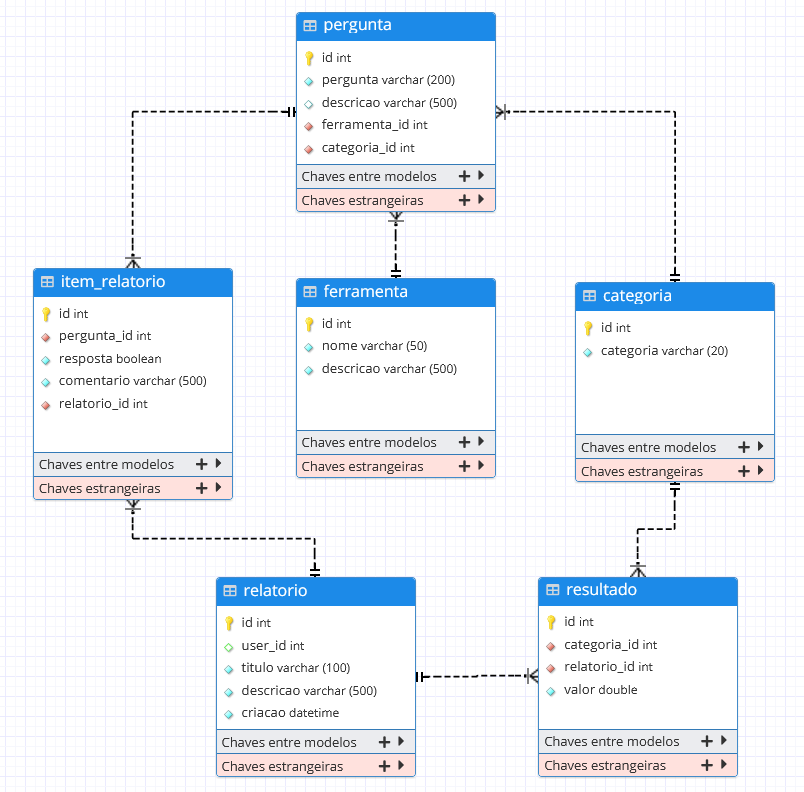 pergunta
id int
pergunta varchar (200)
descricao varchar (500)
ferramenta_id int
categoria_id int
Chaves entre modelos
Chaves estrangeiras
item_relatorio
id int
pergunta_id int
resposta boolean
comentario varchar (500)
relatorio_id int
Chaves entre modelos
Chaves estrangeiras
ferramenta
id int
nome varchar (50)
descricao varchar (500)
Chaves entre modelos
Chaves estrangeiras
categoria
id int
categoria varchar (20)
Chaves entre modelos
Chaves estrangeiras
relatorio
id int
user_id int
titulo varchar (100)
descricao varchar (500)
criacao datetime
Chaves entre modelos
Chaves estrangeiras
resultado
id int
categoria_id int
relatorio_id int
valor double
Chaves entre modelos
Chaves estrangeiras